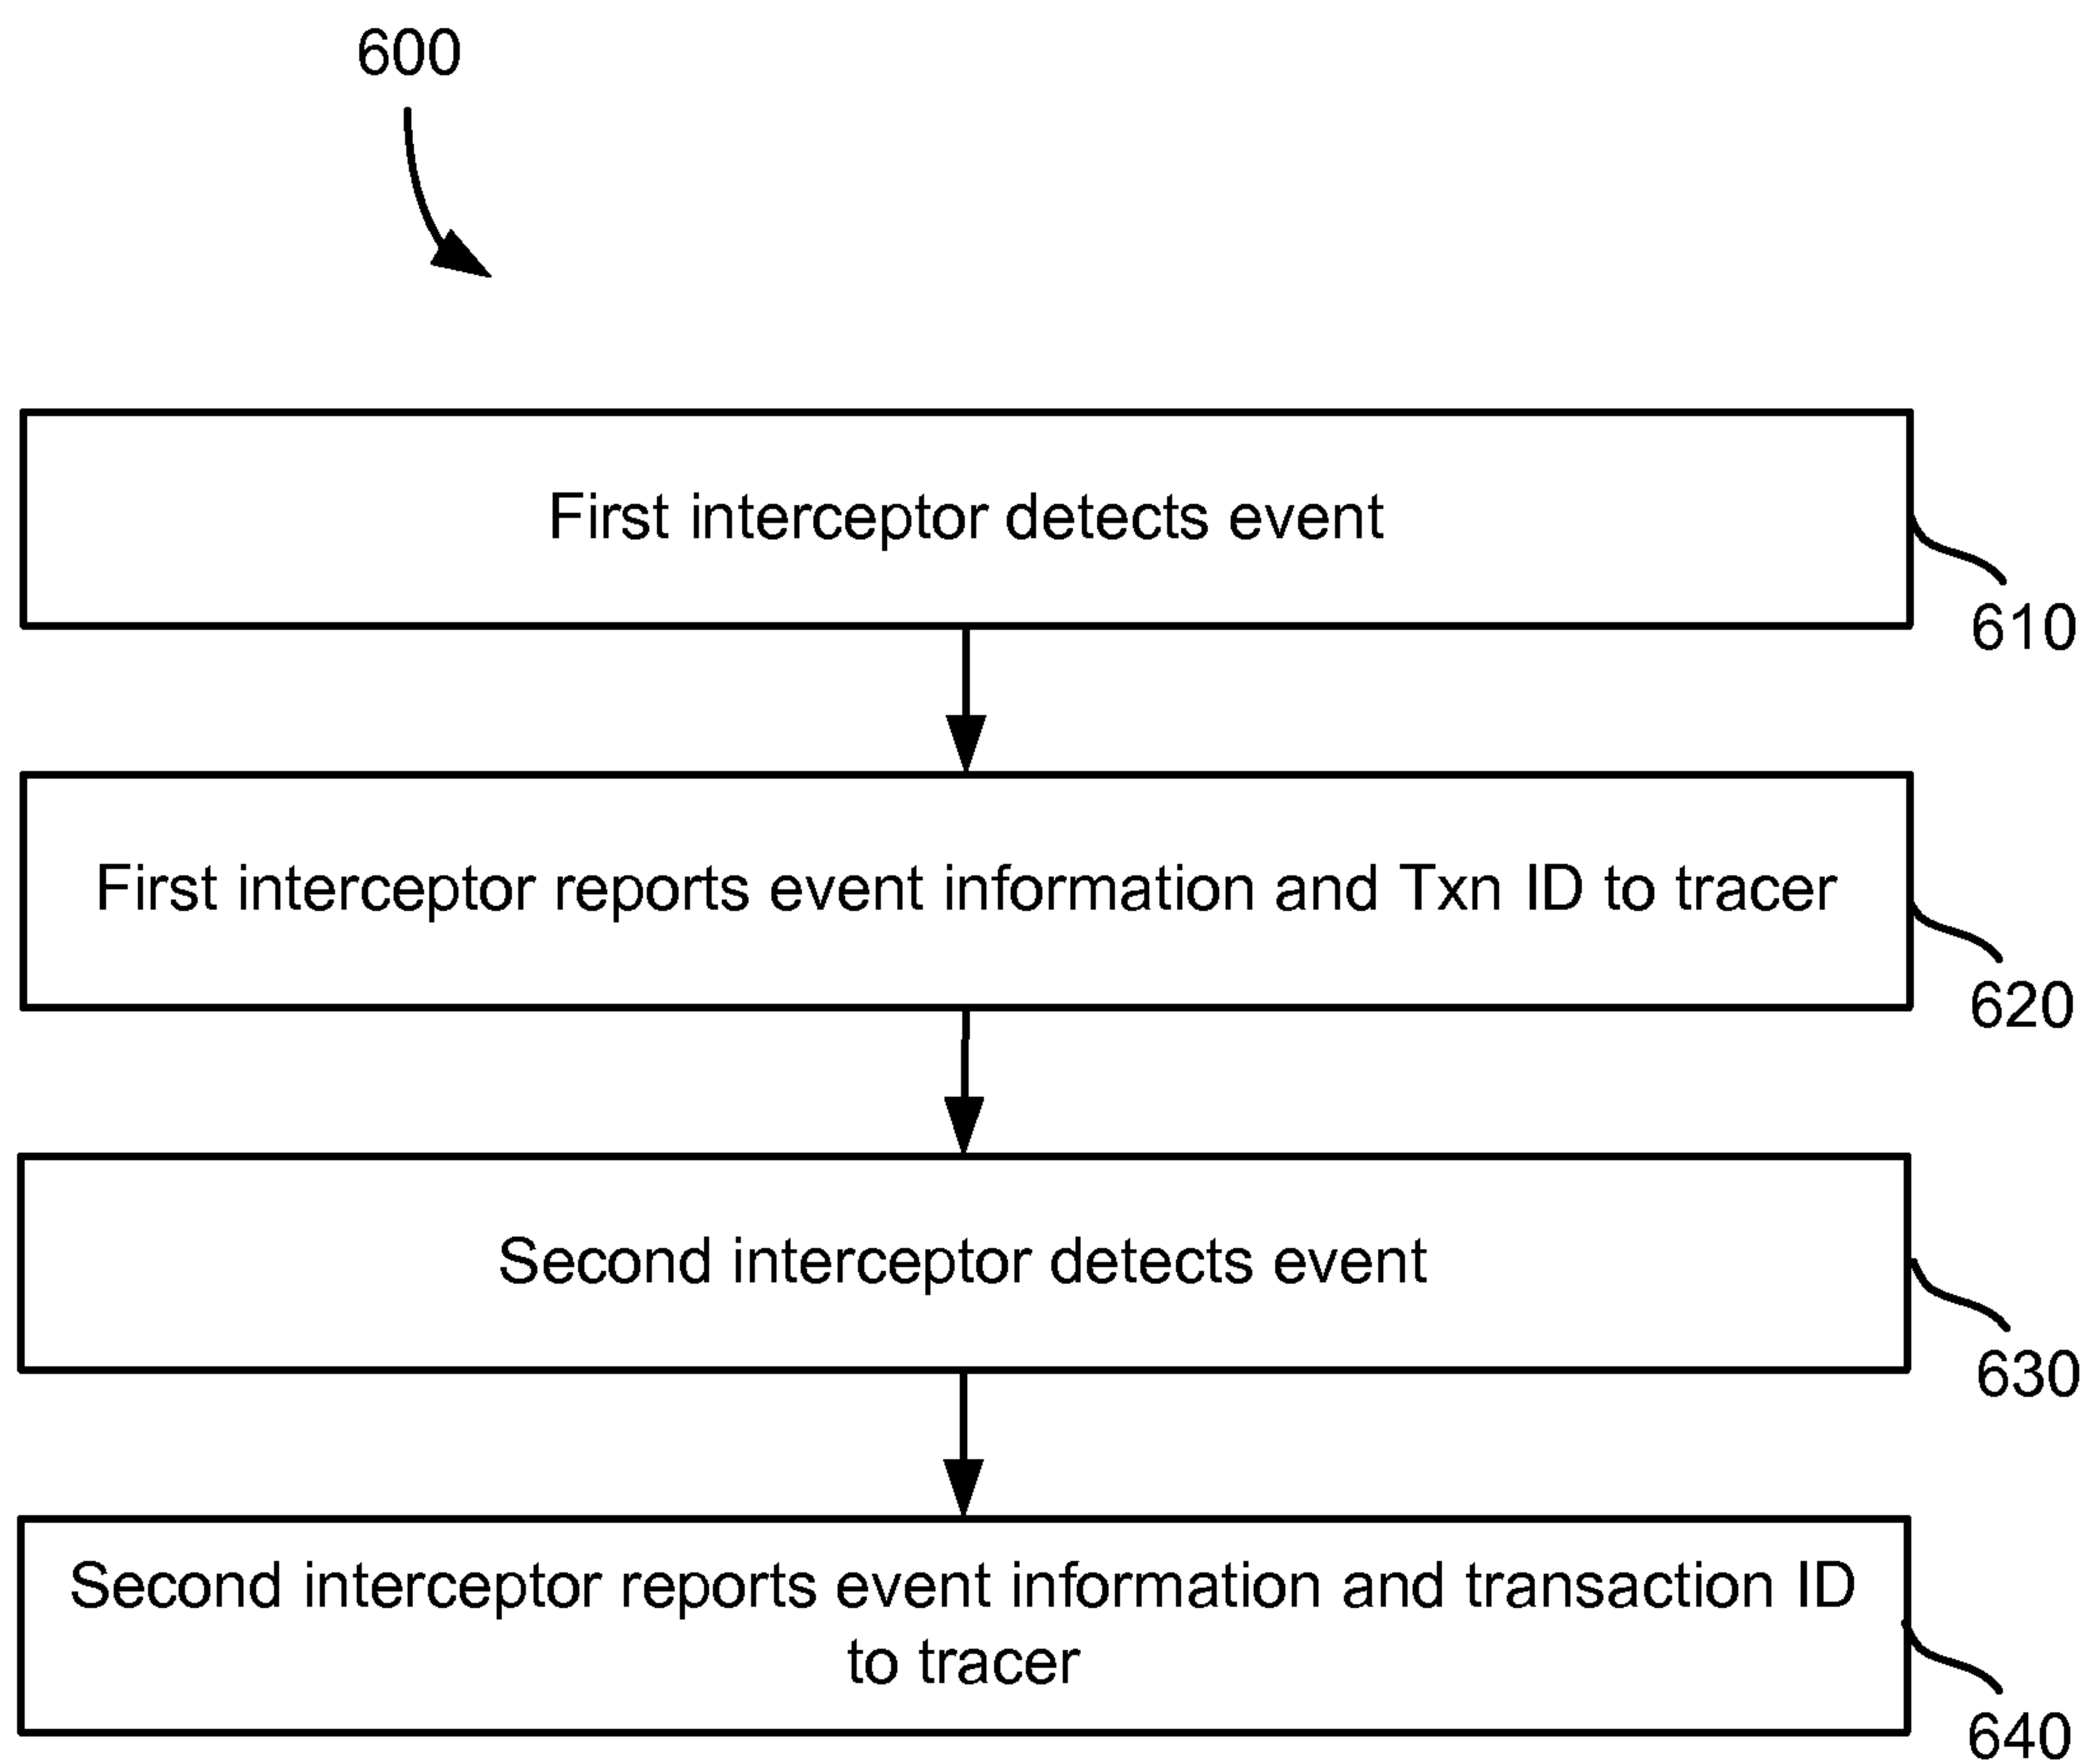 600
First interceptor detects event
610
First interceptor reports event information and Txn ID to tracer
620
Second interceptor detects event
630
Second interceptor reports event information and transaction ID
to tracer
640